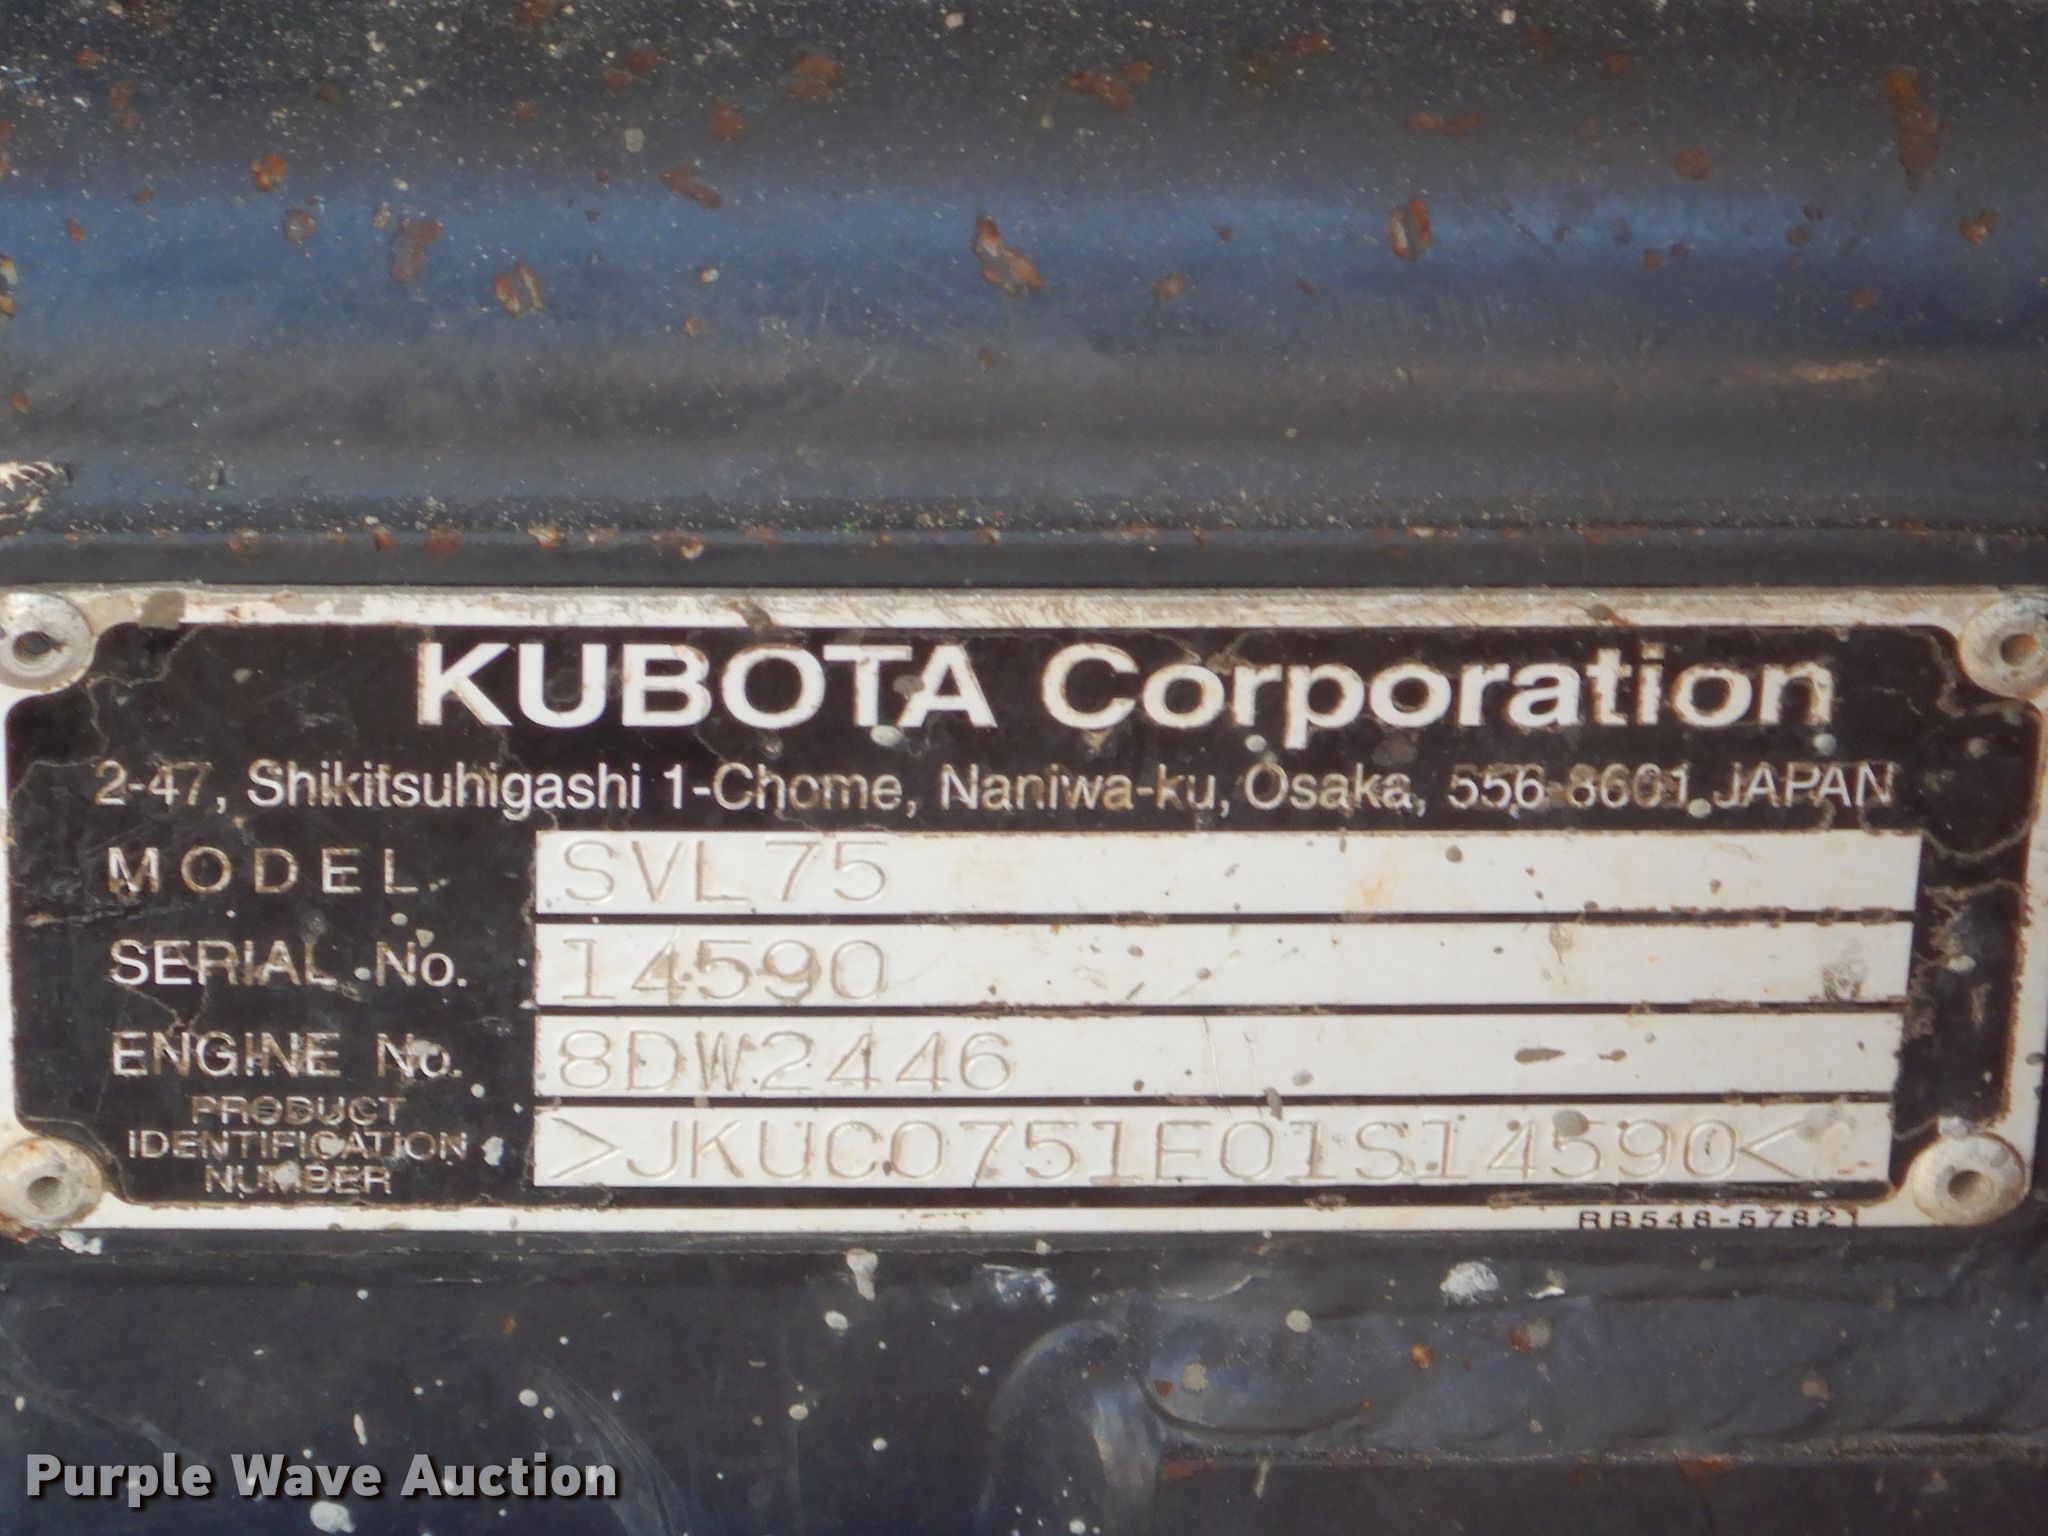 KUBOTA Corporation
2-47, Shikitsuhigashi 1-Chome, Naniwa-ku, Osaka, 556-8601 JAPAN
MODEL SVL75
SERIAL No. 14590
ENGINE No. 8DW2446
PRODUCT
IDENTIFICATION
NUMBER
>JKUC0751E01S14590<
RB548-57821
Purple Wave Auction